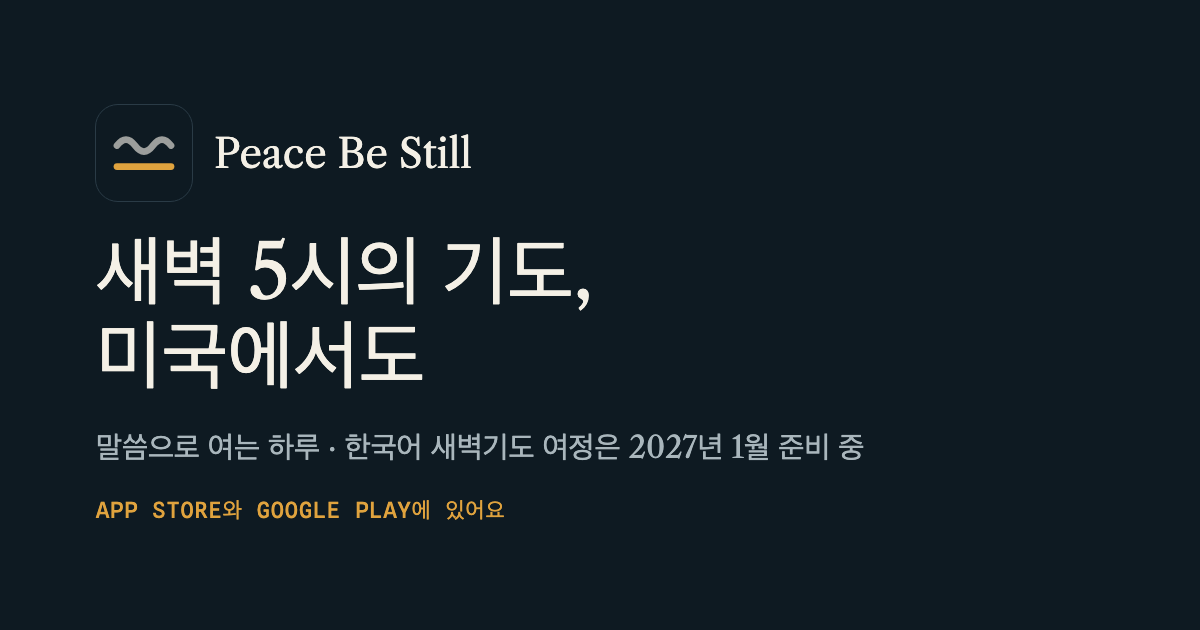 Peace Be Still
새벽 5시의 기도,
미국에서도
말씀으로 여는 하루 · 한국어 새벽기도 여정은 2027년 1월 준비 중
APP STORE와 GOOGLE PLAY에 있어요